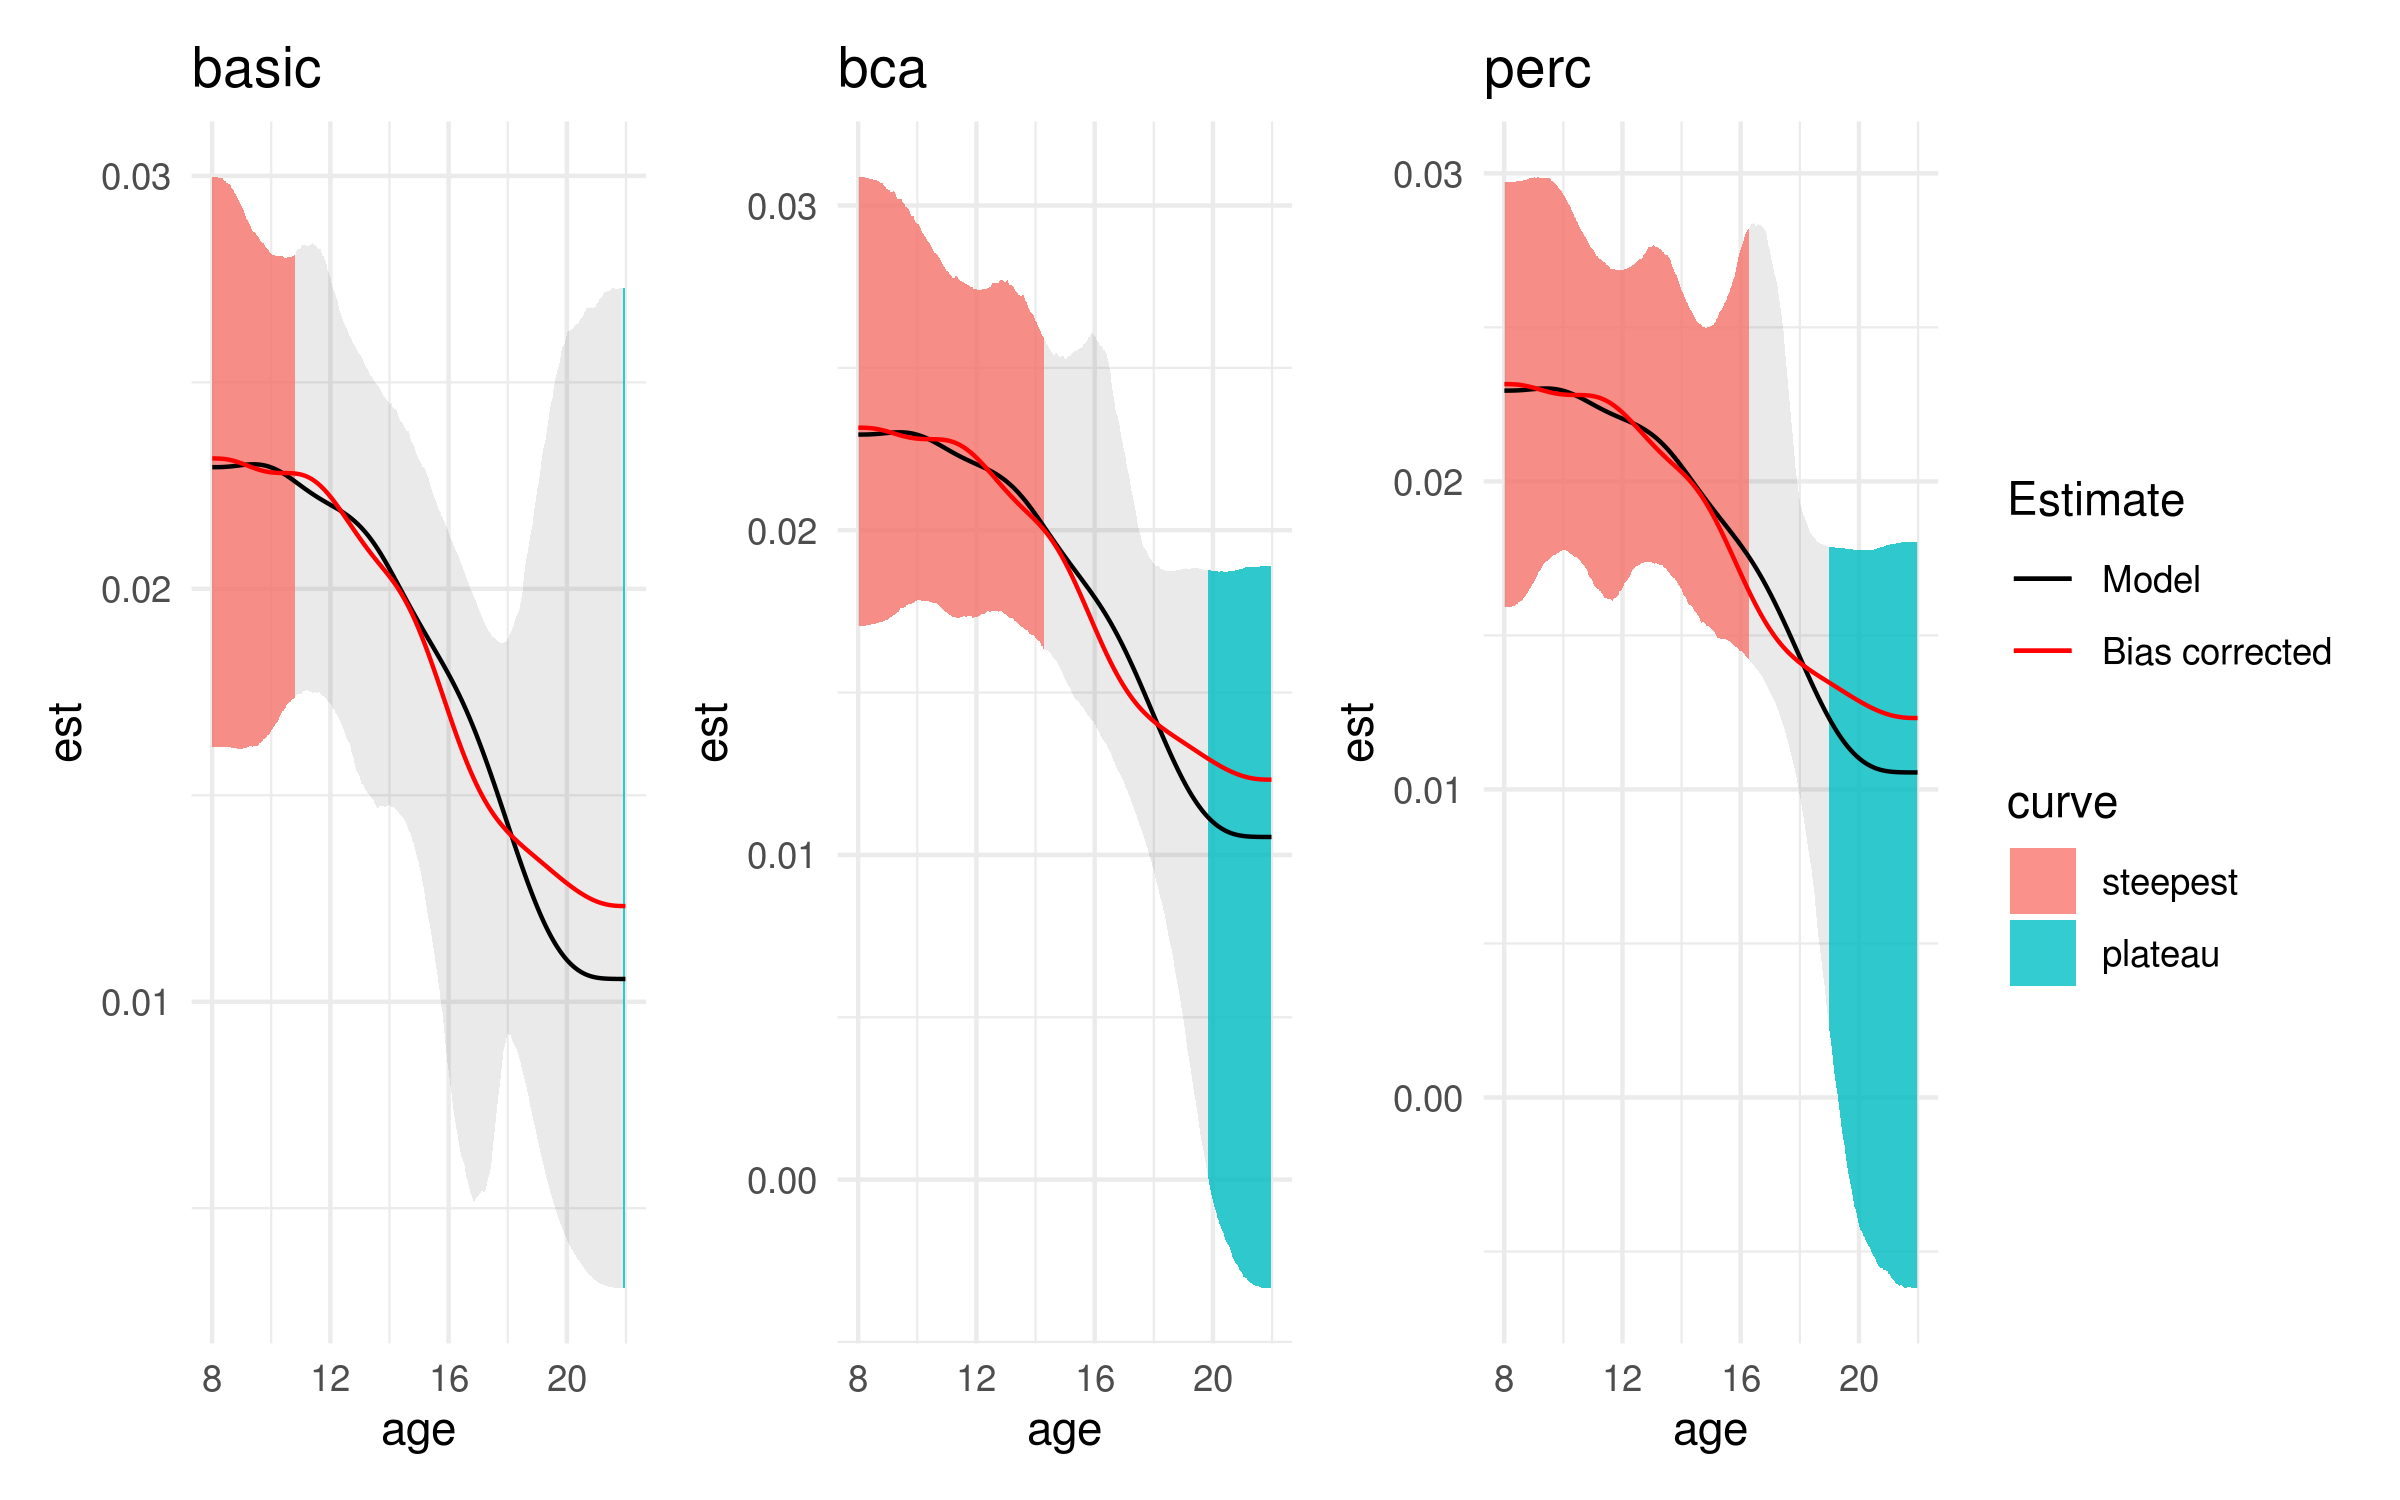 basic
bca
perc
0.03
0.02
0.01
est
8 12 16 20
age
0.03
0.02
0.01
0.00
est
8 12 16 20
age
0.03
0.02
0.01
0.00
est
8 12 16 20
age
Estimate
Model
Bias corrected
curve
steepest
plateau